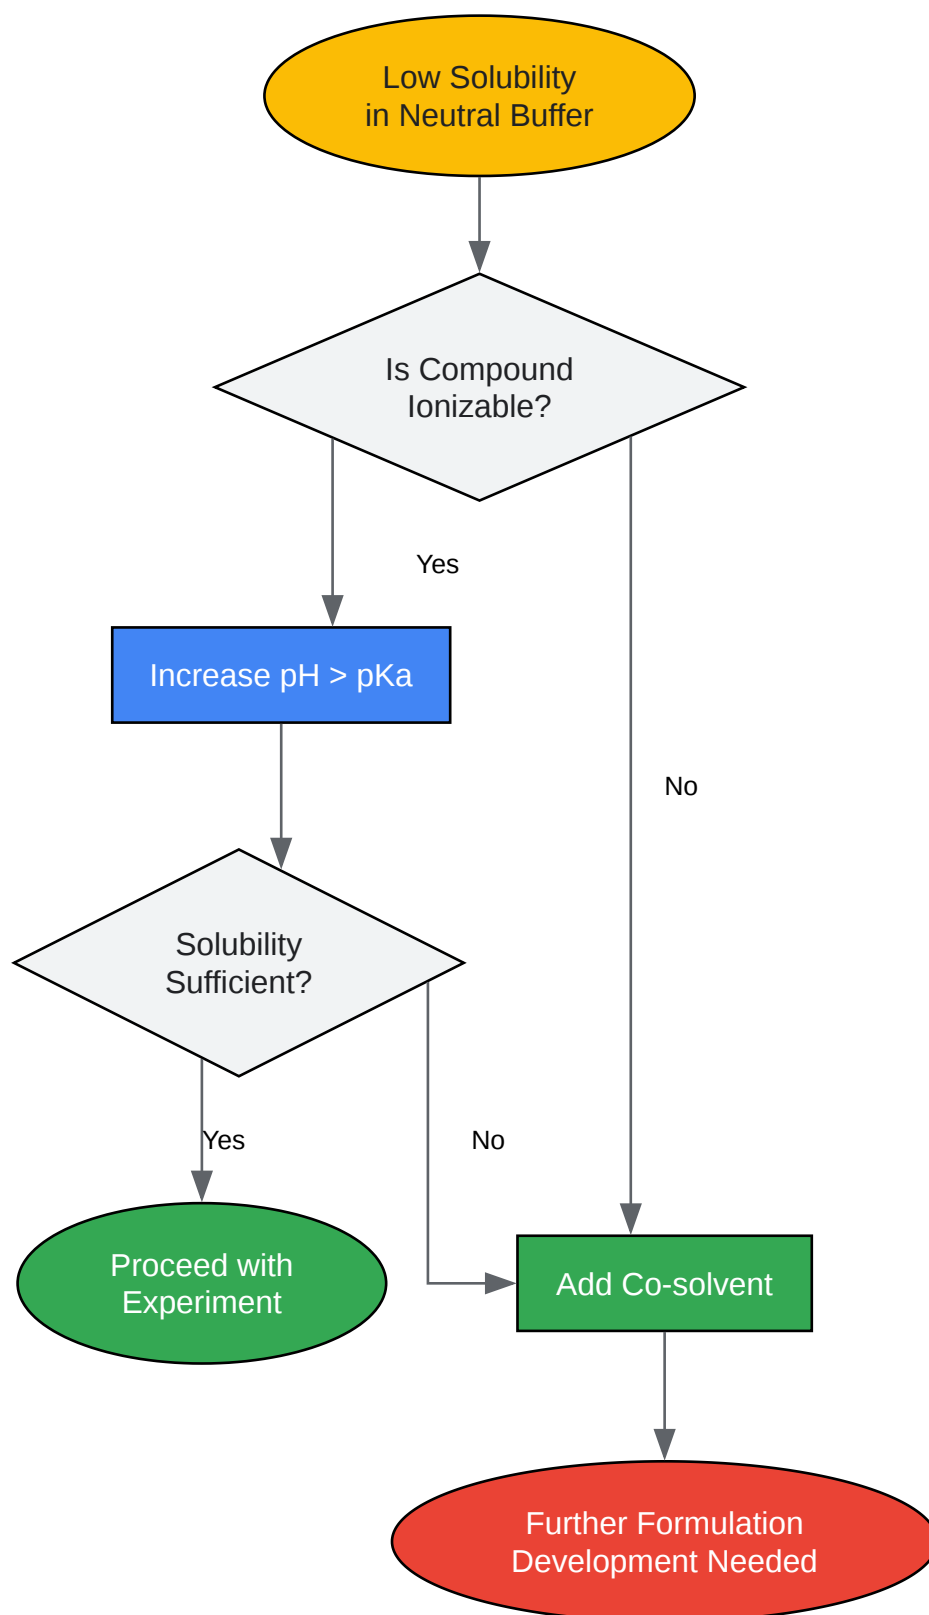 Low Solubility
in Neutral Buffer
Is Compound
Ionizable?
Yes
Increase pH > pKa
No
Solubility
Sufficient?
Yes
No
Proceed with
Experiment
Add Co-solvent
Further Formulation
Development Needed